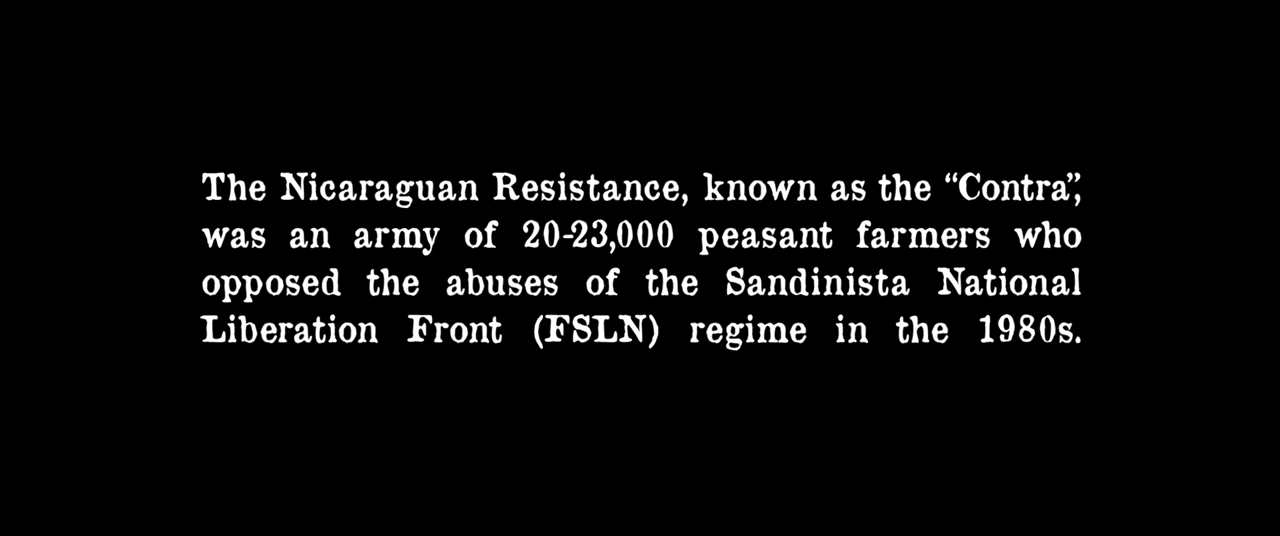 The Nicaraguan Resistance, known as the “Contra”,
was an army of 20-23,000 peasant farmers who
opposed the abuses of the Sandinista National
Liberation Front (FSLN) regime in the 1980s.